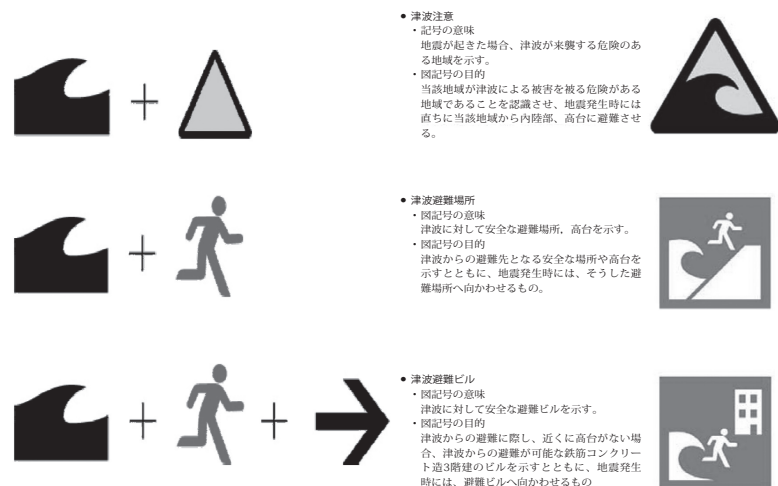 ● 津波注意
・記号の意味
地震が起きた場合、津波が来襲する危険のあ
る地域を示す。
・図記号の目的
当該地域が津波による被害を被る危険がある
地域であることを認識させ、地震発生時には
直ちに当該地域から内陸部、高台に避難させ
る。
● 津波避難場所
・図記号の意味
津波に対して安全な避難場所，高台を示す。
・図記号の目的
津波からの避難先となる安全な場所や高台を
示すとともに、地震発生時には、そうした避
難場所へ向かわせるもの。
● 津波避難ビル
・図記号の意味
津波に対して安全な避難ビルを示す。
・図記号の目的
津波からの避難に際し、近くに高台がない場
合、津波からの避難が可能な鉄筋コンクリー
ト造3階建のビルを示すとともに、地震発生
時には、避難ビルへ向かわせるもの